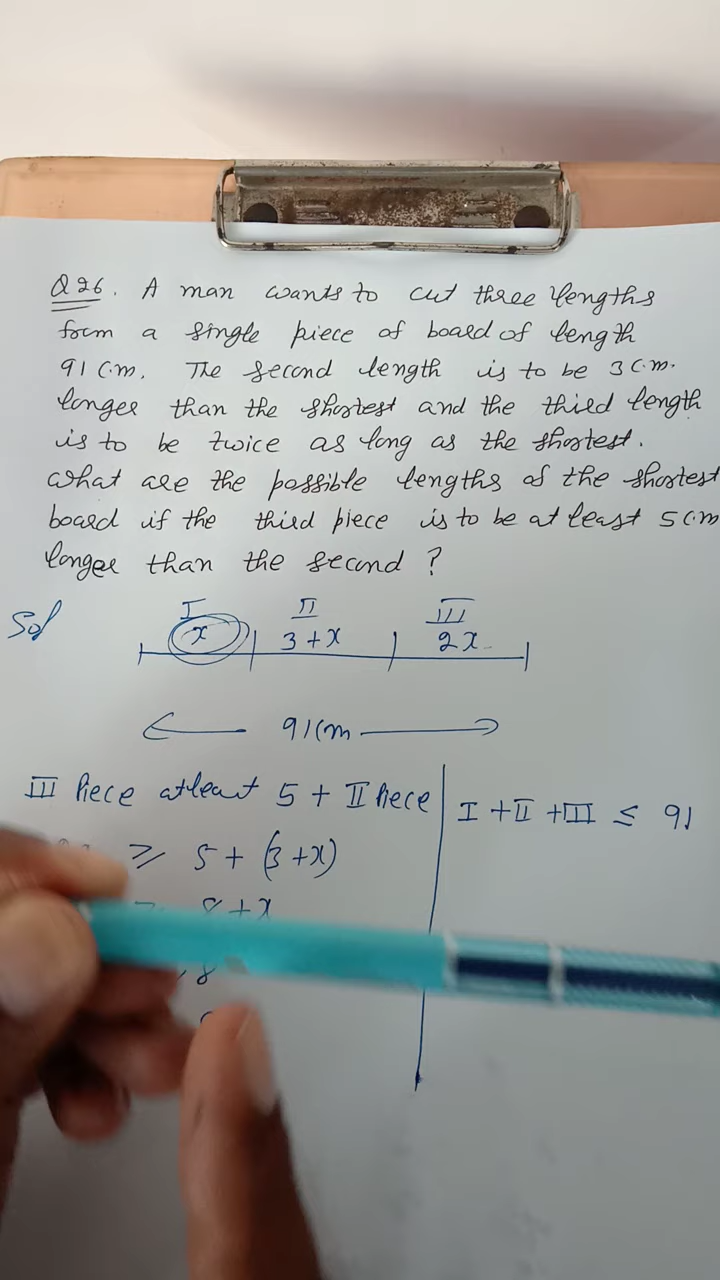 Q26. A man wants to cut three lengths
from a single piece of board of length
91 cm. The second length is to be 3 cm.
longer than the shortest and the third length
is to be twice as long as the shortest.
What are the possible lengths of the shortest
board if the third piece is to be at least 5 cm
longer than the second?
Sol
I II III
x 3+x 2x
91cm
III Piece atleast 5 + II Piece
I + II + III ≤ 91
≥ 5 + (3+x)
8+x
8